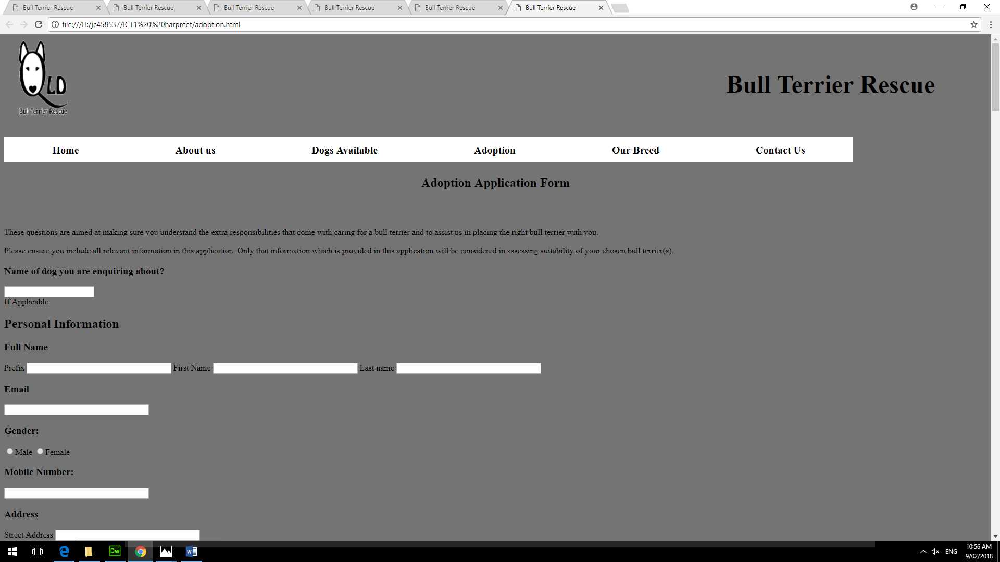 Bull Terrier Rescue Bull Terrier Rescue Bull Terrier Rescue Bull Terrier Rescue Bull Terrier Rescue Bull Terrier Rescue
file:///H:/jc458537/ICT1%20%20harpreet/adoption.html
LD
Bull Terrier Rescue
Bull Terrier Rescue
Home About us Dogs Available Adoption Our Breed Contact Us
Adoption Application Form
These questions are aimed at making sure you understand the extra responsibilities that come with caring for a bull terrier and to assist us in placing the right bull terrier with you.
Please ensure you include all relevant information in this application. Only that information which is provided in this application will be considered in assessing suitability of your chosen bull terrier(s).
Name of dog you are enquiring about?
If Applicable
Personal Information
Full Name
Prefix First Name Last name
Email
Gender:
Male Female
Mobile Number:
Address
Street Address
Dw
ENG
10:56 AM
9/02/2018